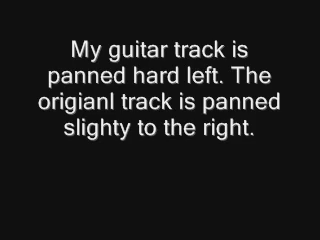 My guitar track is
panned hard left. The
origianl track is panned
slighty to the right.